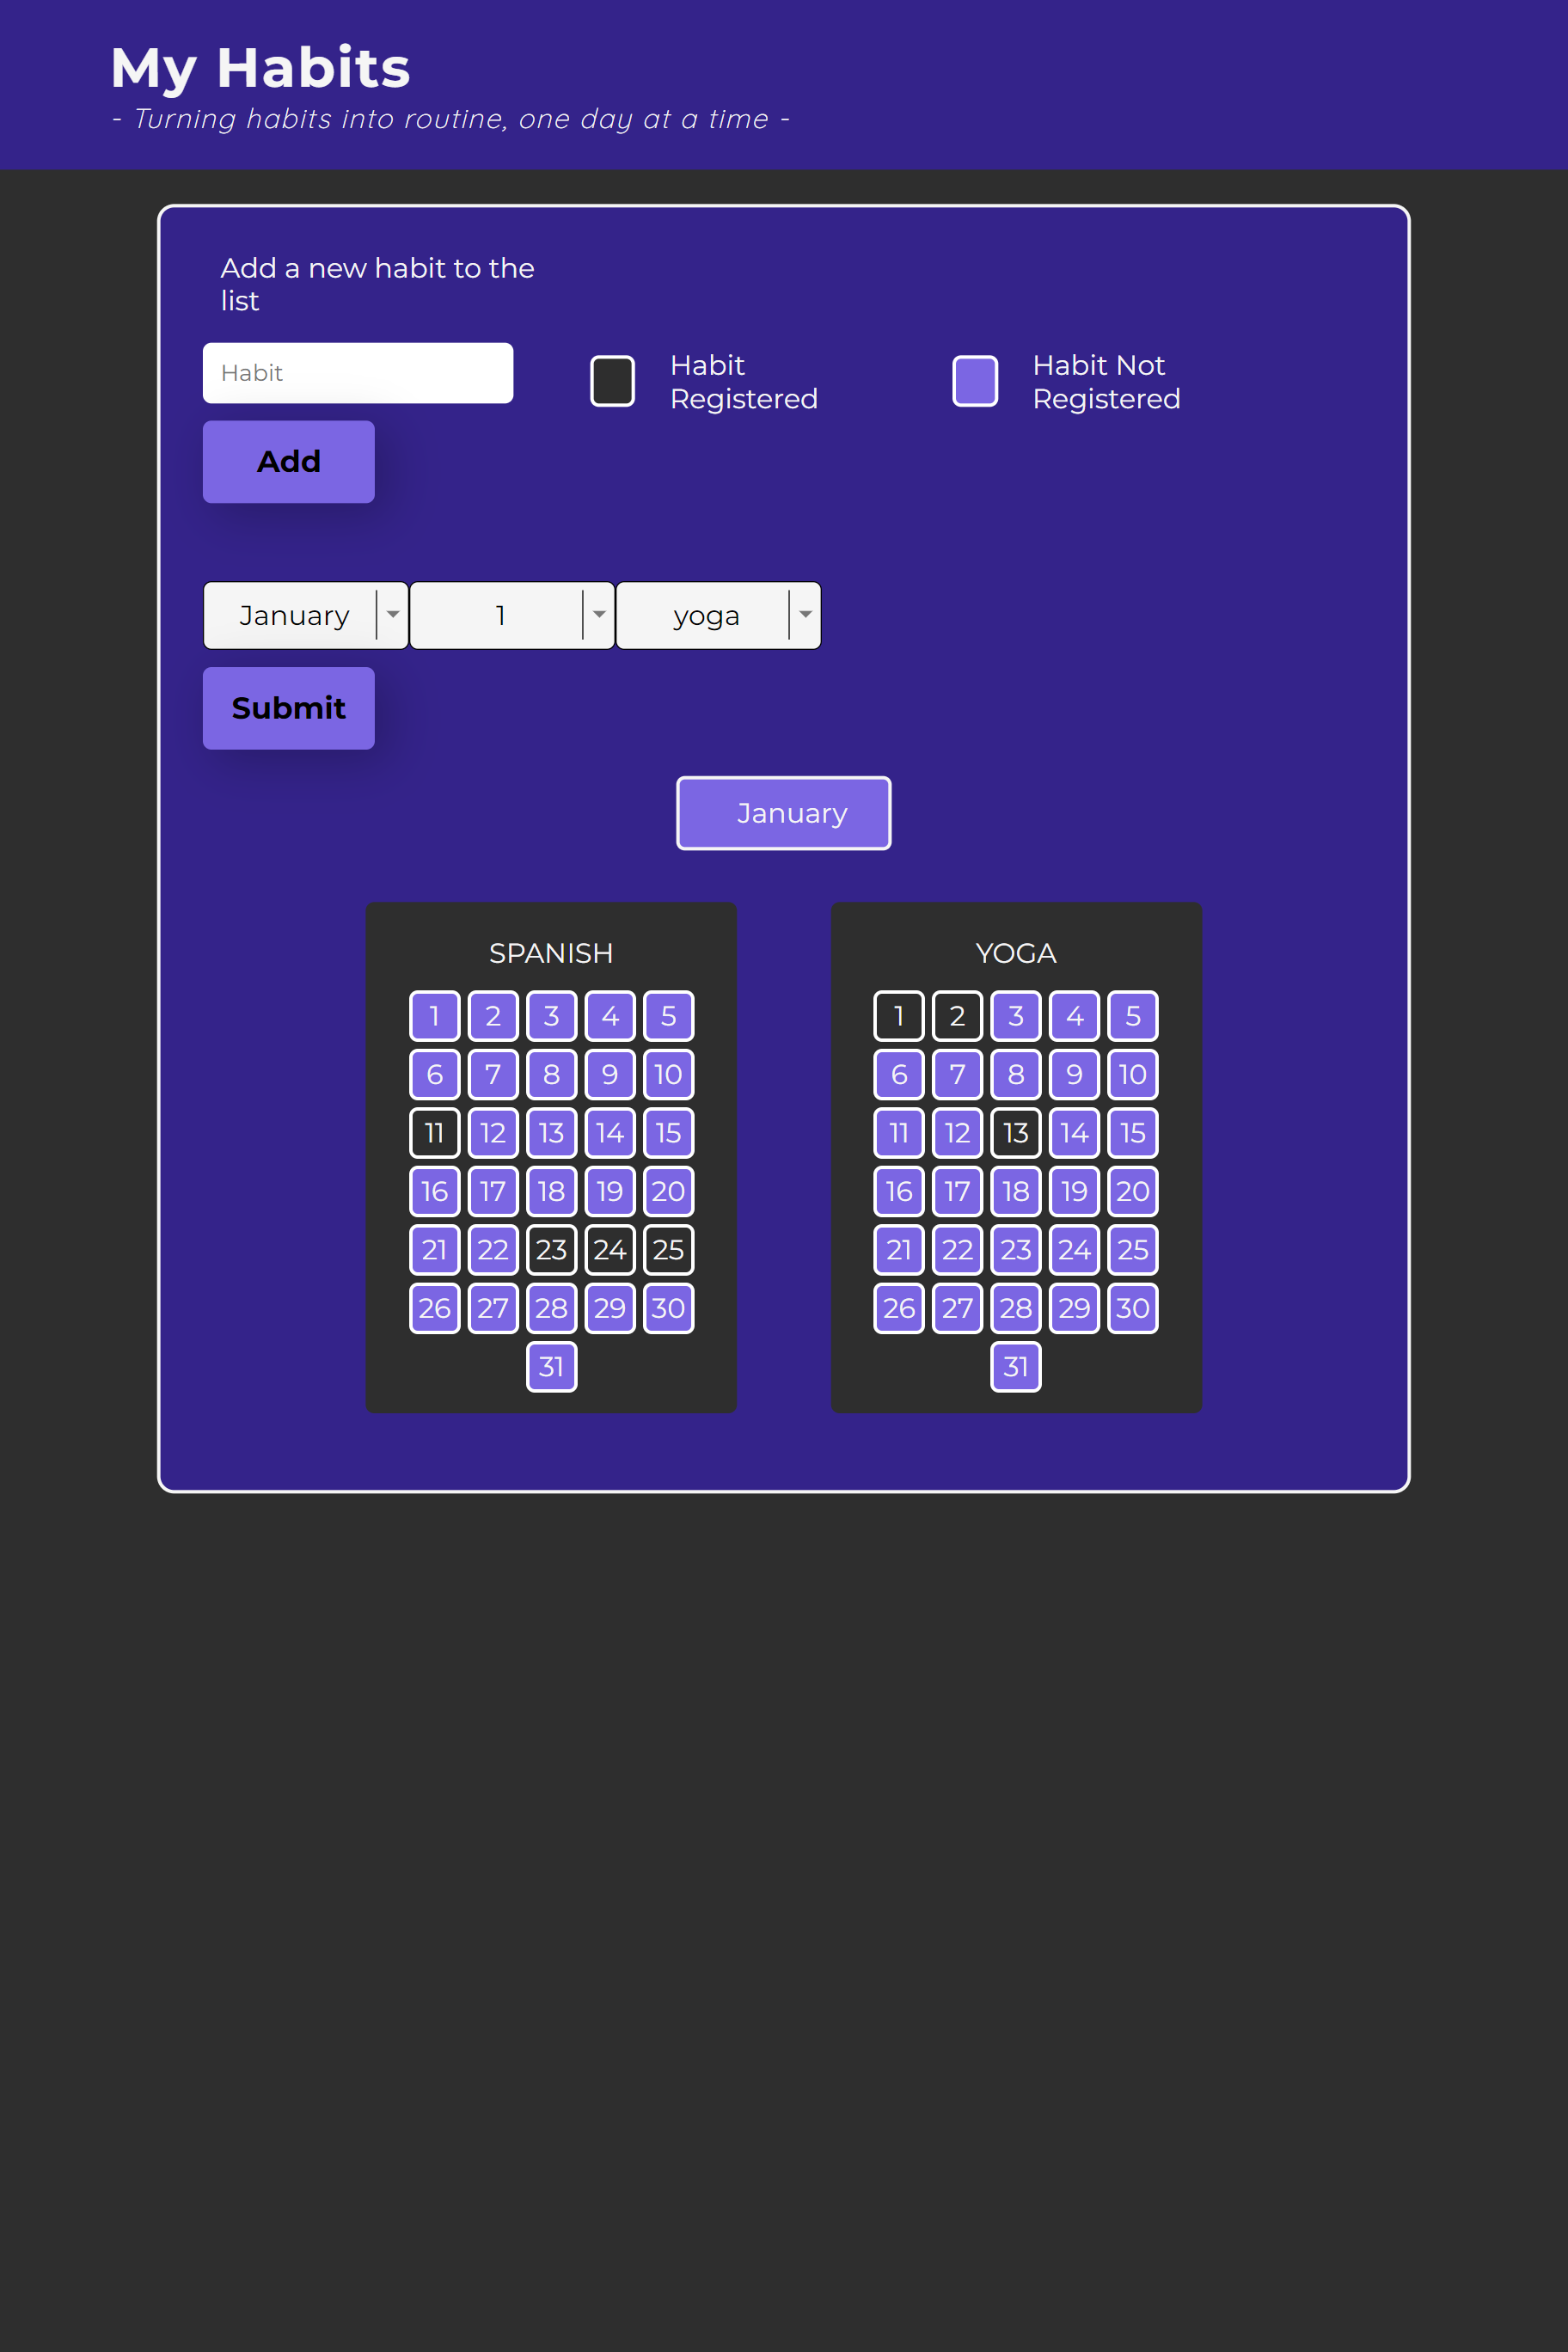 My Habits
- Turning habits into routine, one day at a time -
Add a new habit to the
list
Habit
Habit
Registered
Habit Not
Registered
Add
January 1 yoga
Submit
January
SPANISH
1 2 3 4 5
6 7 8 9 10
11 12 13 14 15
16 17 18 19 20
21 22 23 24 25
26 27 28 29 30
31
YOGA
1 2 3 4 5
6 7 8 9 10
11 12 13 14 15
16 17 18 19 20
21 22 23 24 25
26 27 28 29 30
31